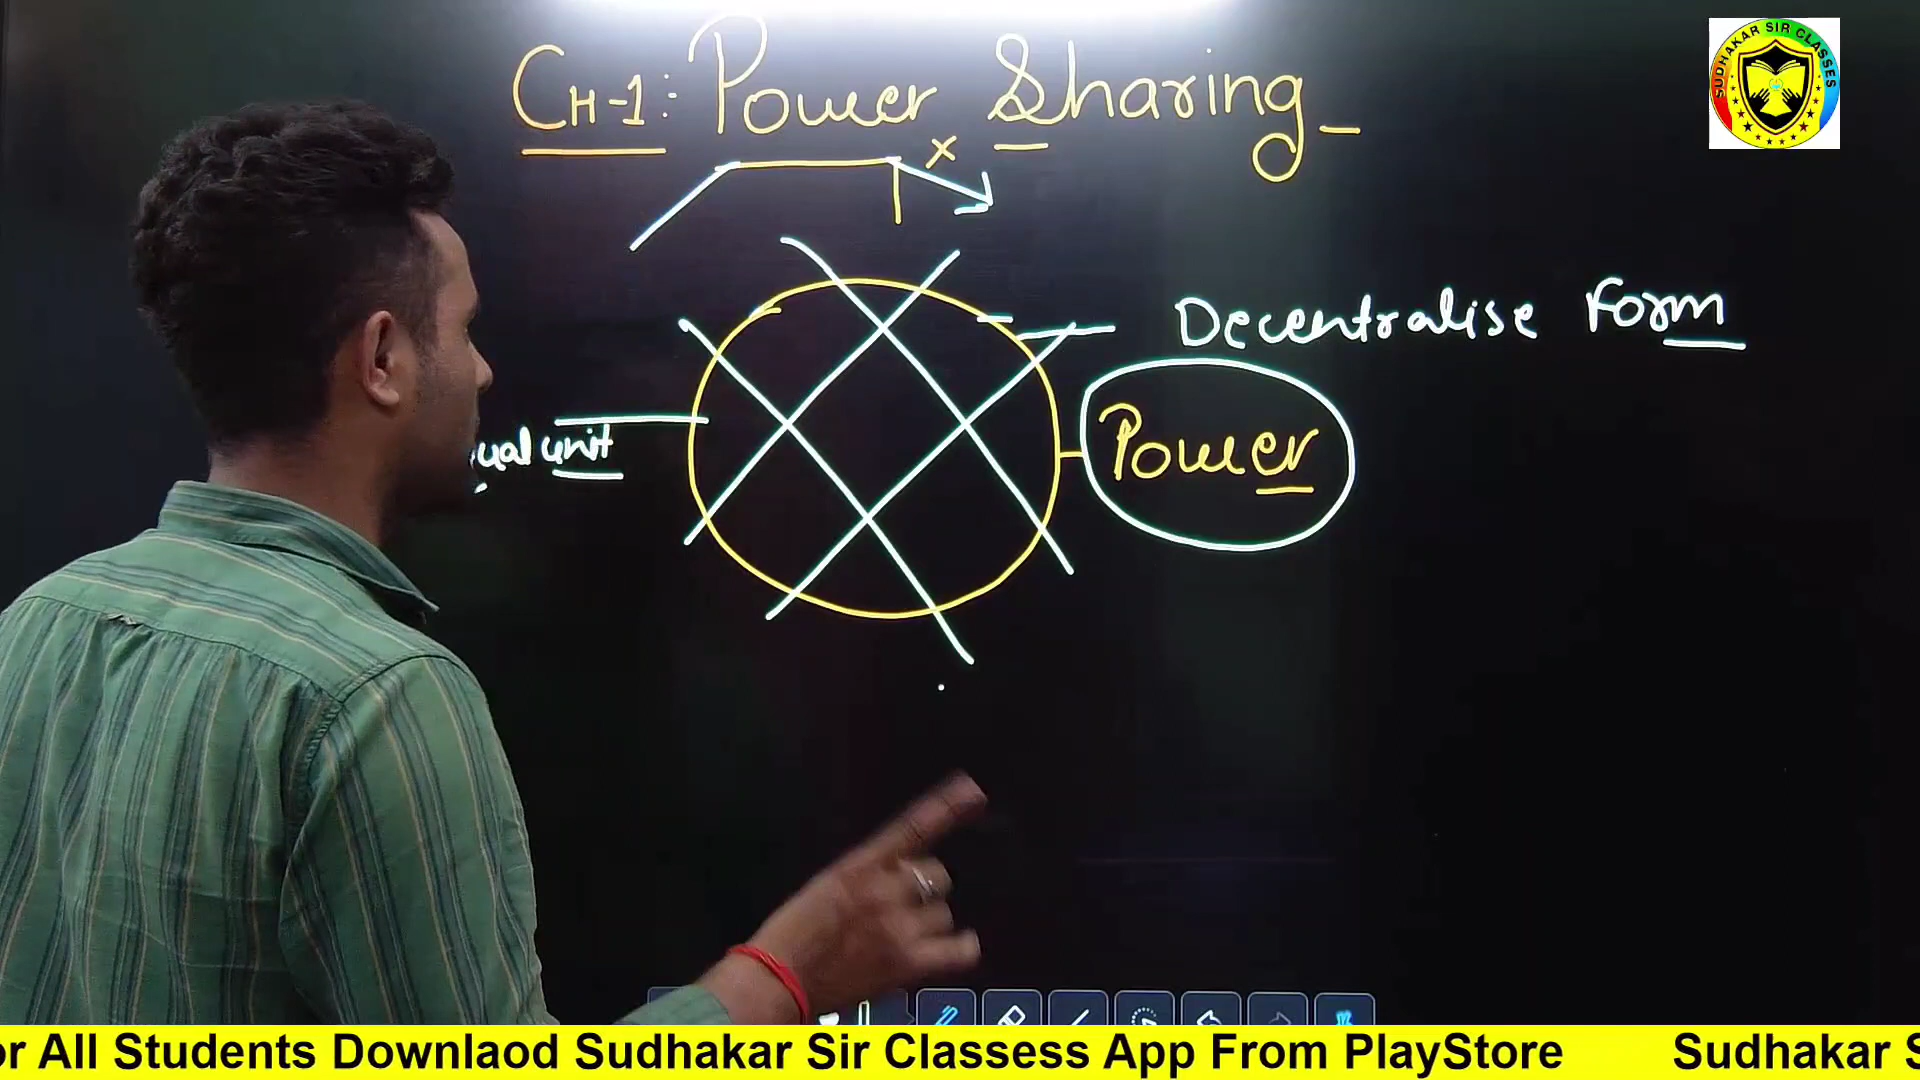 CH-1: Power Sharing
Decentralise Form
Power
unit
SUDHAKAR SIR CLASSES
All Students Downlaod Sudhakar Sir Classess App From PlayStore
Sudhakar